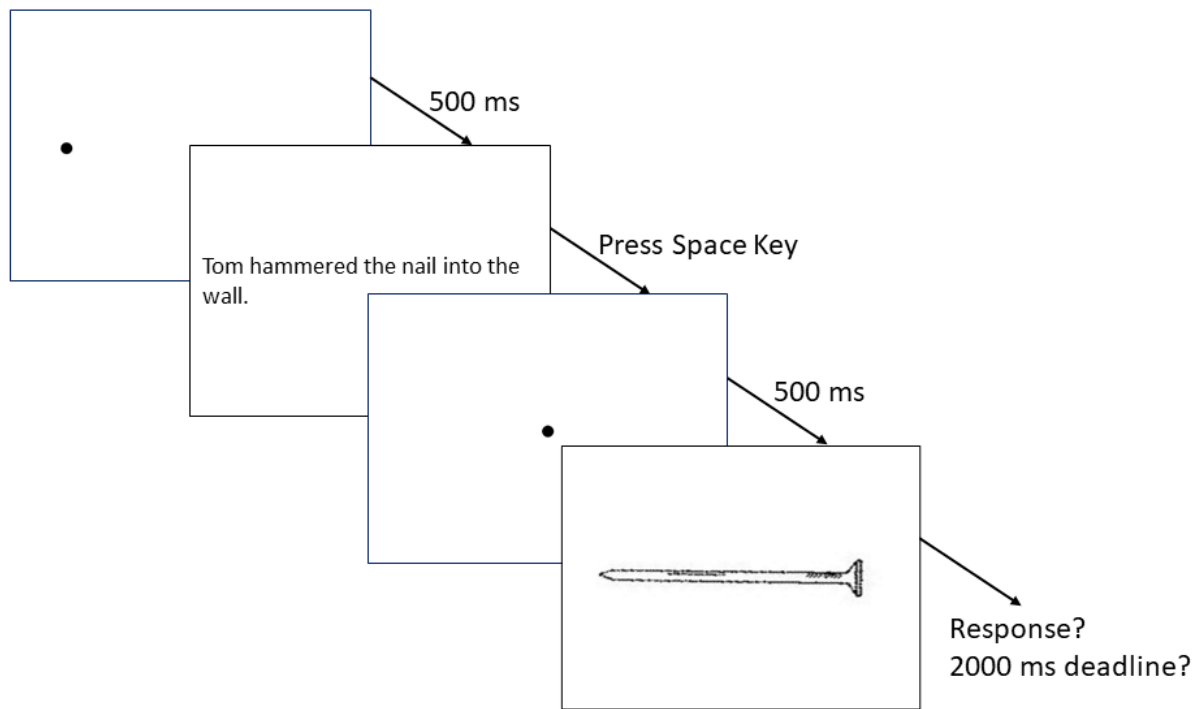 500 ms
Tom hammered the nail into the
wall.
Press Space Key
500 ms
Response?
2000 ms deadline?